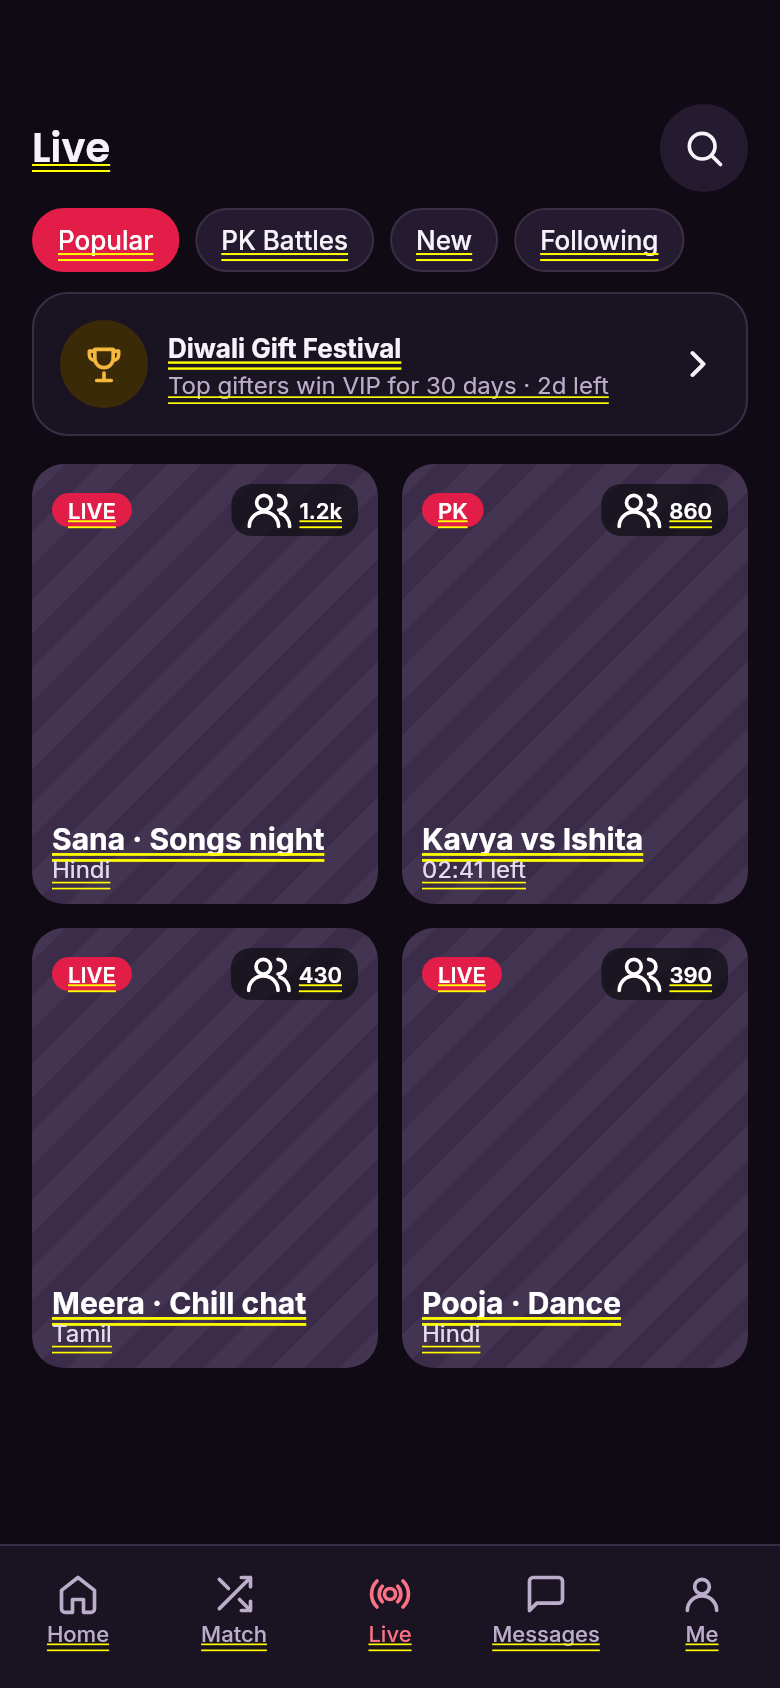 Live
Popular PK Battles New Following
Diwali Gift Festival
Top gifters win VIP for 30 days · 2d left
LIVE 1.2k PK 860
Sana · Songs night Kavya vs Ishita
Hindi 02:41 left
LIVE 430 LIVE 390
Meera · Chill chat Pooja · Dance
Tamil Hindi
Home Match Live Messages Me